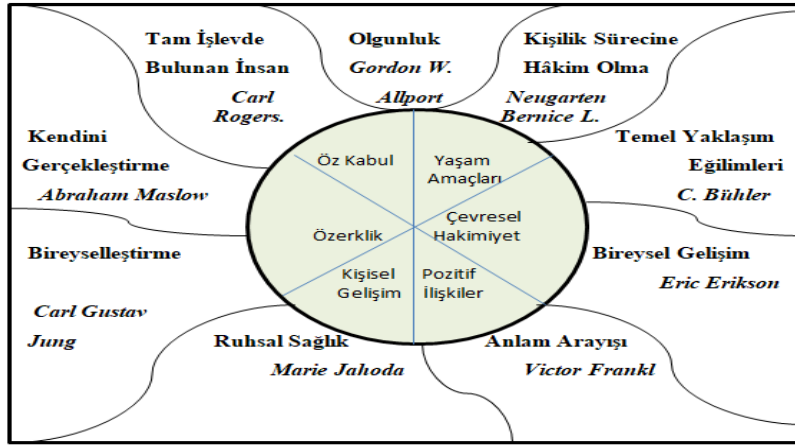 Tam İşlevde
Bulunan İnsan
Carl
Rogers.
Olgunluk
Gordon W.
Allport
Kişilik Sürecine
Hâkim Olma
Neugarten
Bernice L.
Kendini
Gerçekleştirme
Abraham Maslow
Temel Yaklaşım
Eğilimleri
C. Bühler
Öz Kabul
Yaşam
Amaçları
Özerklik
Çevresel
Hakimiyet
Kişisel
Gelişim
Pozitif
İlişkiler
Bireyselleştirme
Carl Gustav
Jung
Bireysel Gelişim
Eric Erikson
Ruhsal Sağlık
Marie Jahoda
Anlam Arayışı
Victor Frankl